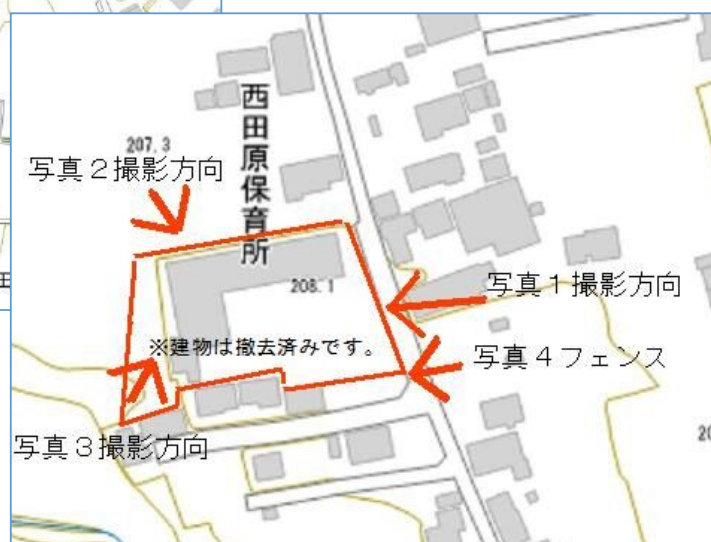 西田原保育所
207.3
写真２撮影方向
208.1
写真１撮影方向
※建物は撤去済みです。
写真４フェンス
写真３撮影方向
田
20